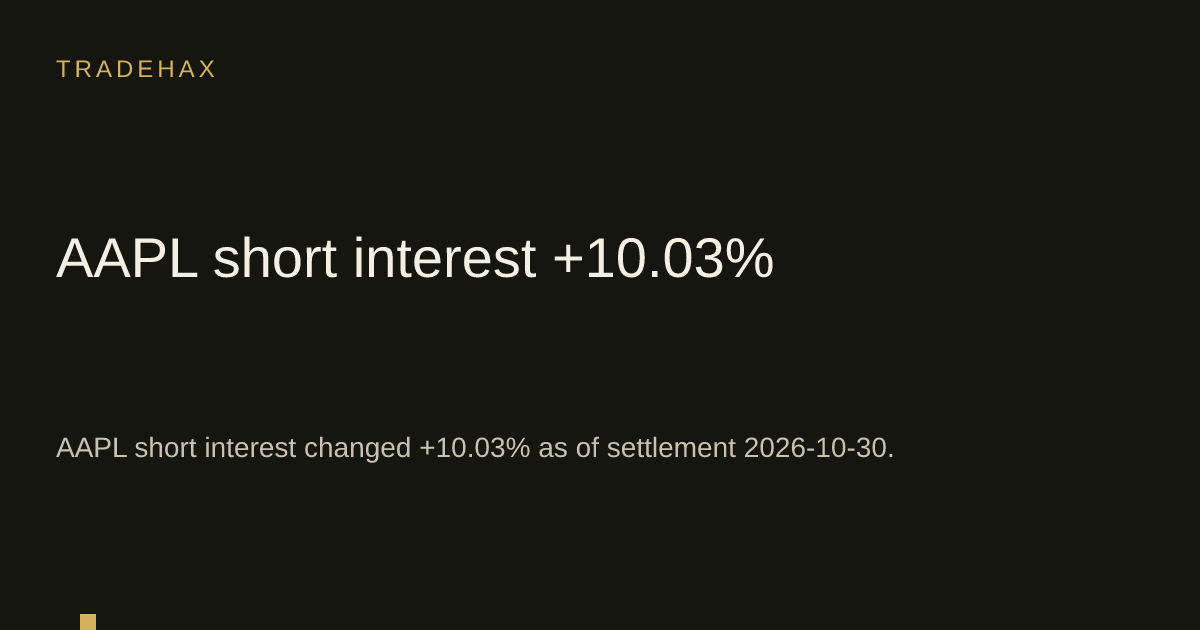 TRADEHAX
AAPL short interest +10.03%
AAPL short interest changed +10.03% as of settlement 2026-10-30.